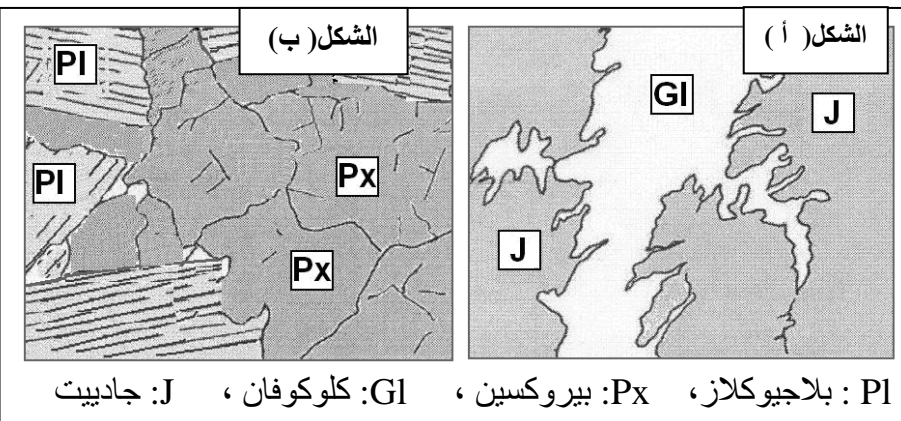 الشكل( ب)
الشكل( أ )
Pl
Gl
J
Pl
Px
J
Px
Pl : بلاجيوكلاز، Px: بيروكسين ، Gl: كلوكوفان ، J: جادييت